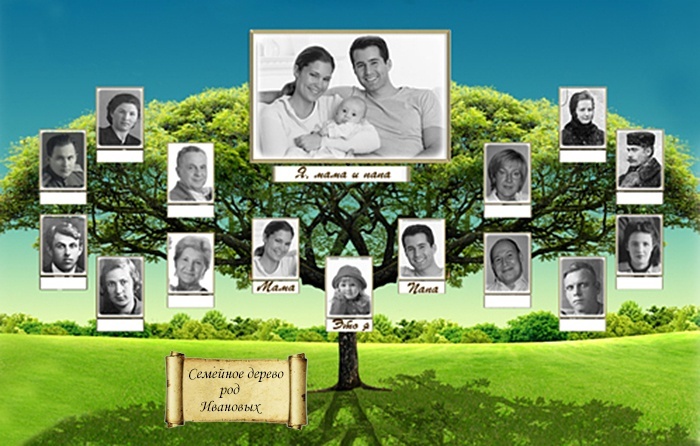 Я, мама и папа
Мама
Папа
Это я
Семейное дерево
род
Ивановых